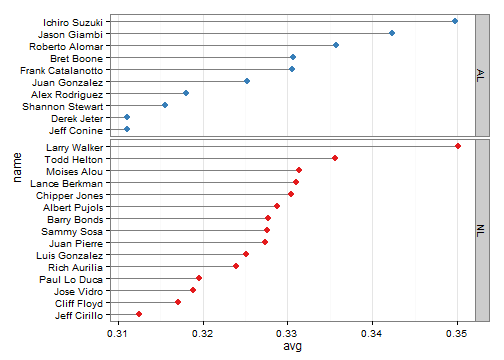 Ichiro Suzuki
Jason Giambi
Roberto Alomar
Bret Boone
Frank Catalanotto
Juan Gonzalez
Alex Rodriguez
Shannon Stewart
Derek Jeter
Jeff Conine
AL
Larry Walker
Todd Helton
Moises Alou
Lance Berkman
Chipper Jones
Albert Pujols
Barry Bonds
Sammy Sosa
Juan Pierre
Luis Gonzalez
Rich Aurilia
Paul Lo Duca
Jose Vidro
Cliff Floyd
Jeff Cirillo
NL
name
0.31 0.32 0.33 0.34 0.35
avg